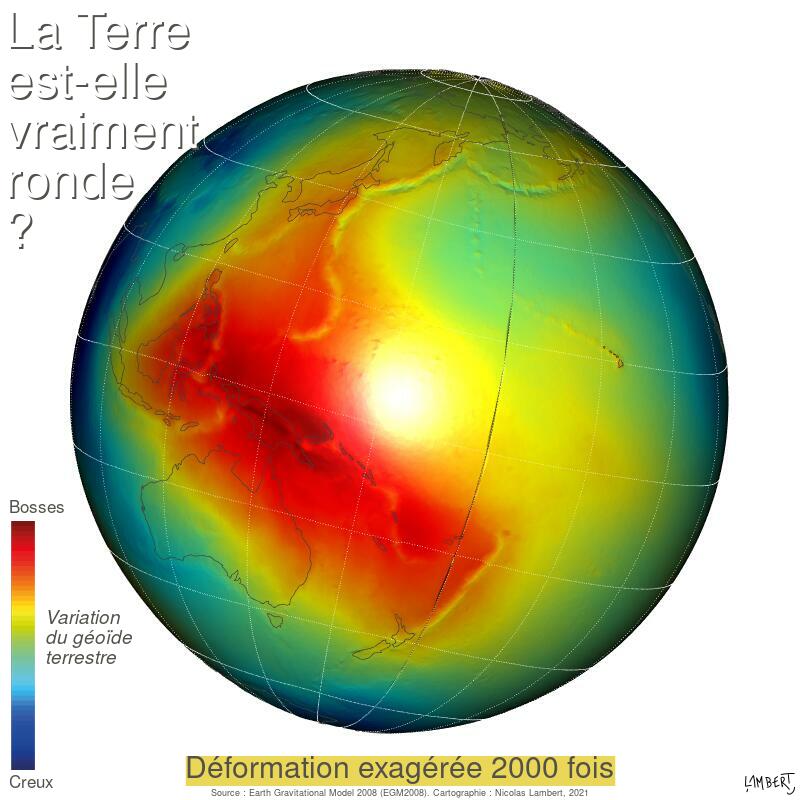 La Terre
est-elle
vraiment
ronde
?
Bosses
Variation
du géoïde
terrestre
Creux
Déformation exagérée 2000 fois
Source : Earth Gravitational Model 2008 (EGM2008). Cartographie : Nicolas Lambert, 2021
LAMBERT